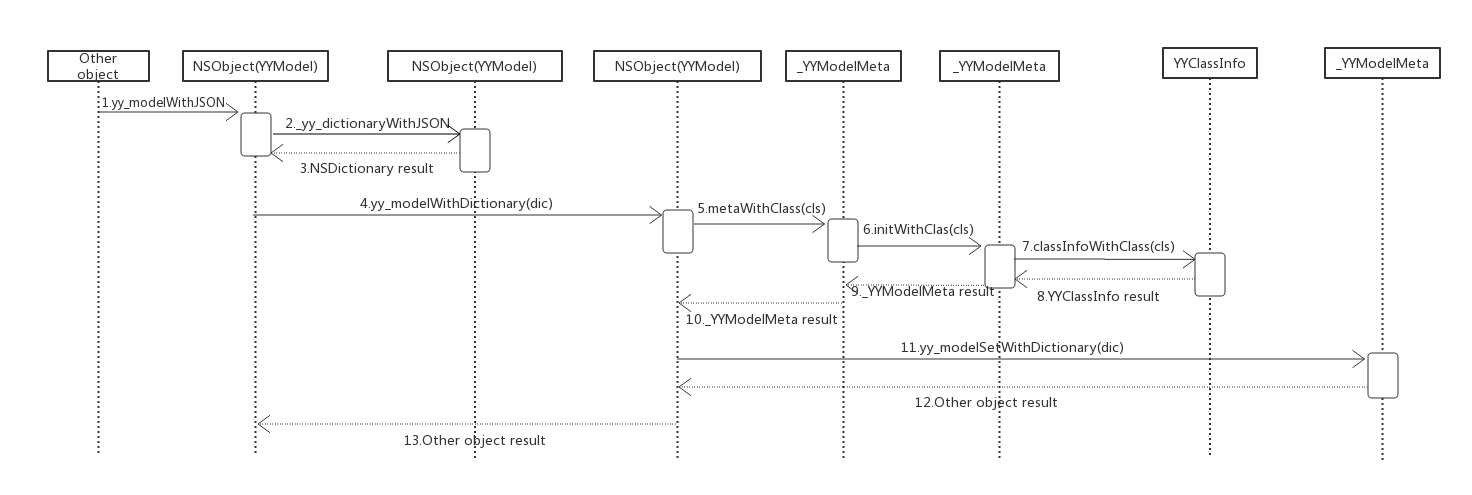 Other
object
NSObject(YYModel)
NSObject(YYModel)
NSObject(YYModel)
_YYModelMeta
_YYModelMeta
YYClassInfo
_YYModelMeta
1.yy_modelWithJSON
2._yy_dictionaryWithJSON
3.NSDictionary result
4.yy_modelWithDictionary(dic)
5.metaWithClass(cls)
6.initWithClas(cls)
7.classInfoWithClass(cls)
8.YYClassInfo result
9._YYModelMeta result
10._YYModelMeta result
11.yy_modelSetWithDictionary(dic)
12.Other object result
13.Other object result